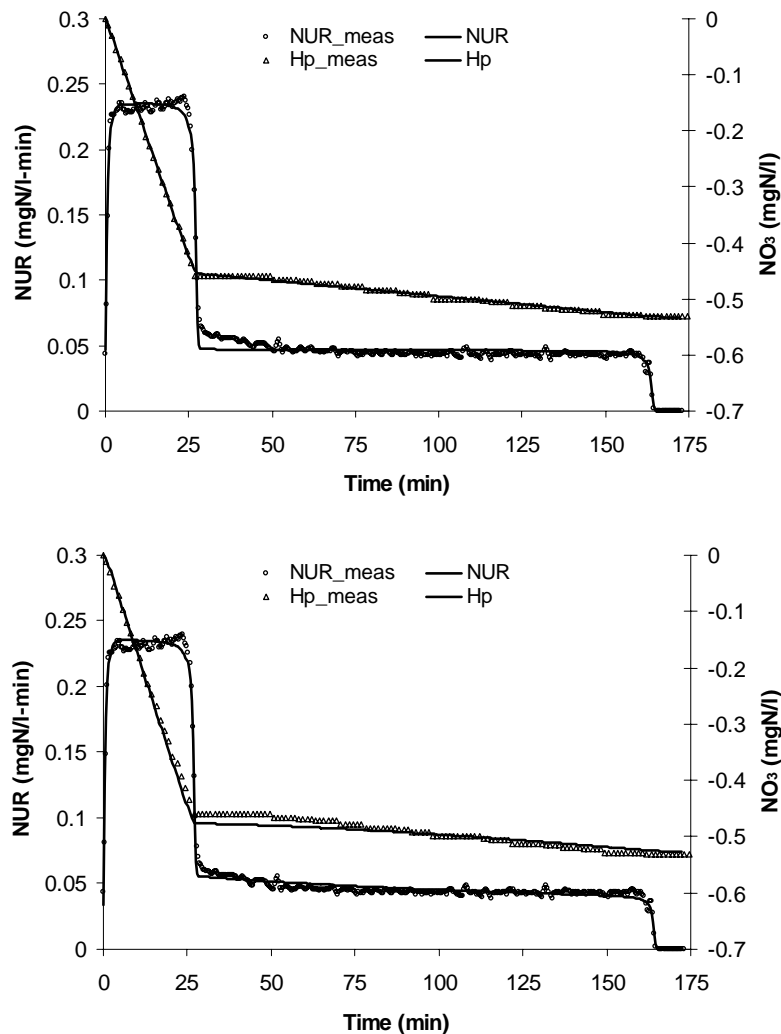 NUR_meas NUR
Hp_meas Hp
NUR (mgN/l-min)
0.3
0.25
0.2
0.15
0.1
0.05
0
0
-0.1
-0.2
-0.3
-0.4
-0.5
-0.6
-0.7
NO3 (mgN/l)
0 25 50 75 100 125 150 175
Time (min)
NUR_meas NUR
Hp_meas Hp
NUR (mgN/l-min)
0.3
0.25
0.2
0.15
0.1
0.05
0
0
-0.1
-0.2
-0.3
-0.4
-0.5
-0.6
-0.7
NO3 (mgN/l)
0 25 50 75 100 125 150 175
Time (min)